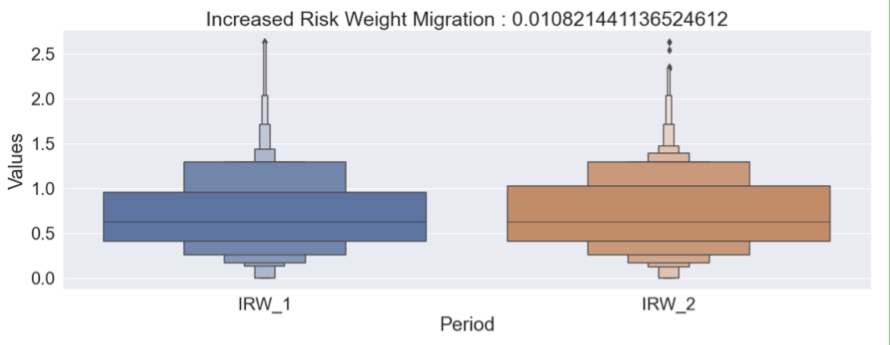 Increased Risk Weight Migration : 0.010821441136524612
Values
2.5
2.0
1.5
1.0
0.5
0.0
IRW_1
IRW_2
Period